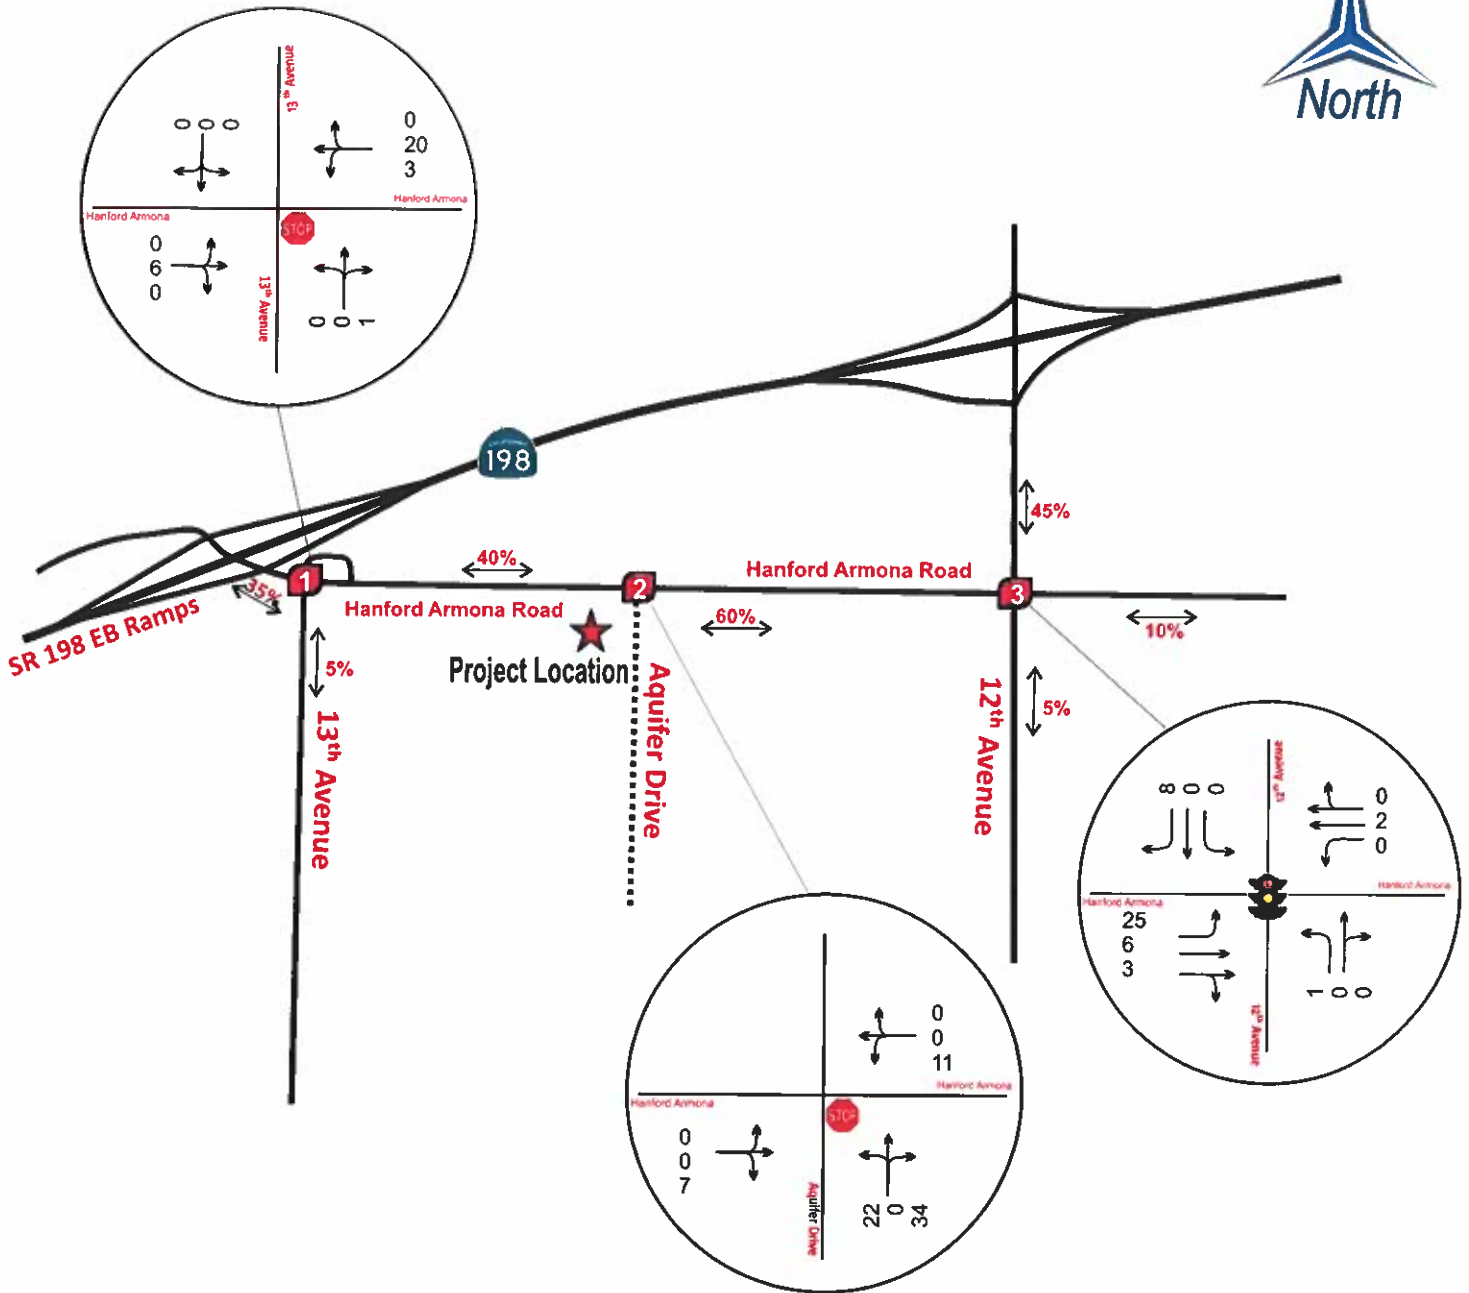 North
13th Avenue
0 0 0
0
20
3
Hanford Armona
Hanford Armona
STOP
0
6
0
13th Avenue
0 0 1
198
45%
40%
Hanford Armona Road
1
2
3
35%
Hanford Armona Road
60%
10%
SR 198 EB Ramps
5%
Project Location
5%
13th Avenue
Aquifer Drive
12th Avenue
12th Avenue
8 0 0
0
2
0
Hanford Armona
Hanford Armona
25
6
3
1 0 0
12th Avenue
0
0
11
Hanford Armona
Hanford Armona
STOP
0
0
7
Aquifer Drive
22 0 34